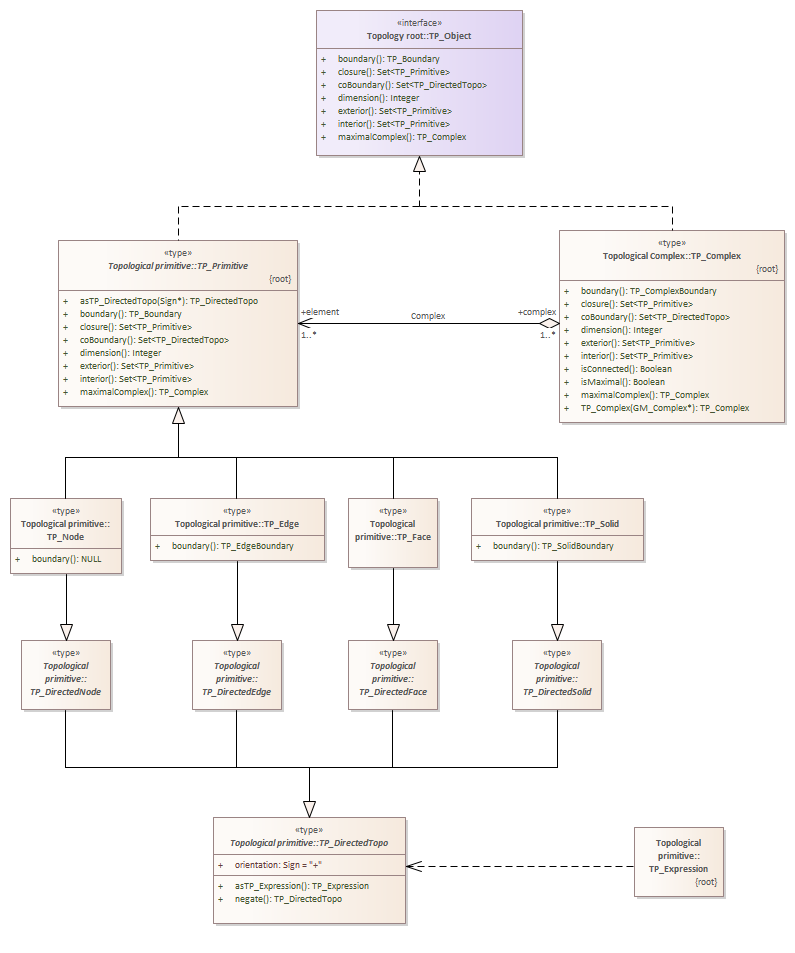 «interface»
Topology root::TP_Object
+ boundary(): TP_Boundary
+ closure(): Set<TP_Primitive>
+ coBoundary(): Set<TP_DirectedTopo>
+ dimension(): Integer
+ exterior(): Set<TP_Primitive>
+ interior(): Set<TP_Primitive>
+ maximalComplex(): TP_Complex
«type»
Topological primitive::TP_Primitive
{root}
+ asTP_DirectedTopo(Sign*): TP_DirectedTopo
+ boundary(): TP_Boundary
+ closure(): Set<TP_Primitive>
+ coBoundary(): Set<TP_DirectedTopo>
+ dimension(): Integer
+ exterior(): Set<TP_Primitive>
+ interior(): Set<TP_Primitive>
+ maximalComplex(): TP_Complex
+element
1..*
Complex
+complex
1..*
«type»
Topological Complex::TP_Complex
{root}
+ boundary(): TP_ComplexBoundary
+ closure(): Set<TP_Primitive>
+ coBoundary(): Set<TP_DirectedTopo>
+ dimension(): Integer
+ exterior(): Set<TP_Primitive>
+ interior(): Set<TP_Primitive>
+ isConnected(): Boolean
+ isMaximal(): Boolean
+ maximalComplex(): TP_Complex
+ TP_Complex(GM_Complex*): TP_Complex
«type»
Topological primitive::
TP_Node
+ boundary(): NULL
«type»
Topological primitive::TP_Edge
+ boundary(): TP_EdgeBoundary
«type»
Topological
primitive::TP_Face
«type»
Topological primitive::TP_Solid
+ boundary(): TP_SolidBoundary
«type»
Topological
primitive::
TP_DirectedNode
«type»
Topological
primitive::
TP_DirectedEdge
«type»
Topological
primitive::
TP_DirectedFace
«type»
Topological
primitive::
TP_DirectedSolid
«type»
Topological primitive::TP_DirectedTopo
+ orientation: Sign = "+"
+ asTP_Expression(): TP_Expression
+ negate(): TP_DirectedTopo
Topological
primitive::
TP_Expression
{root}